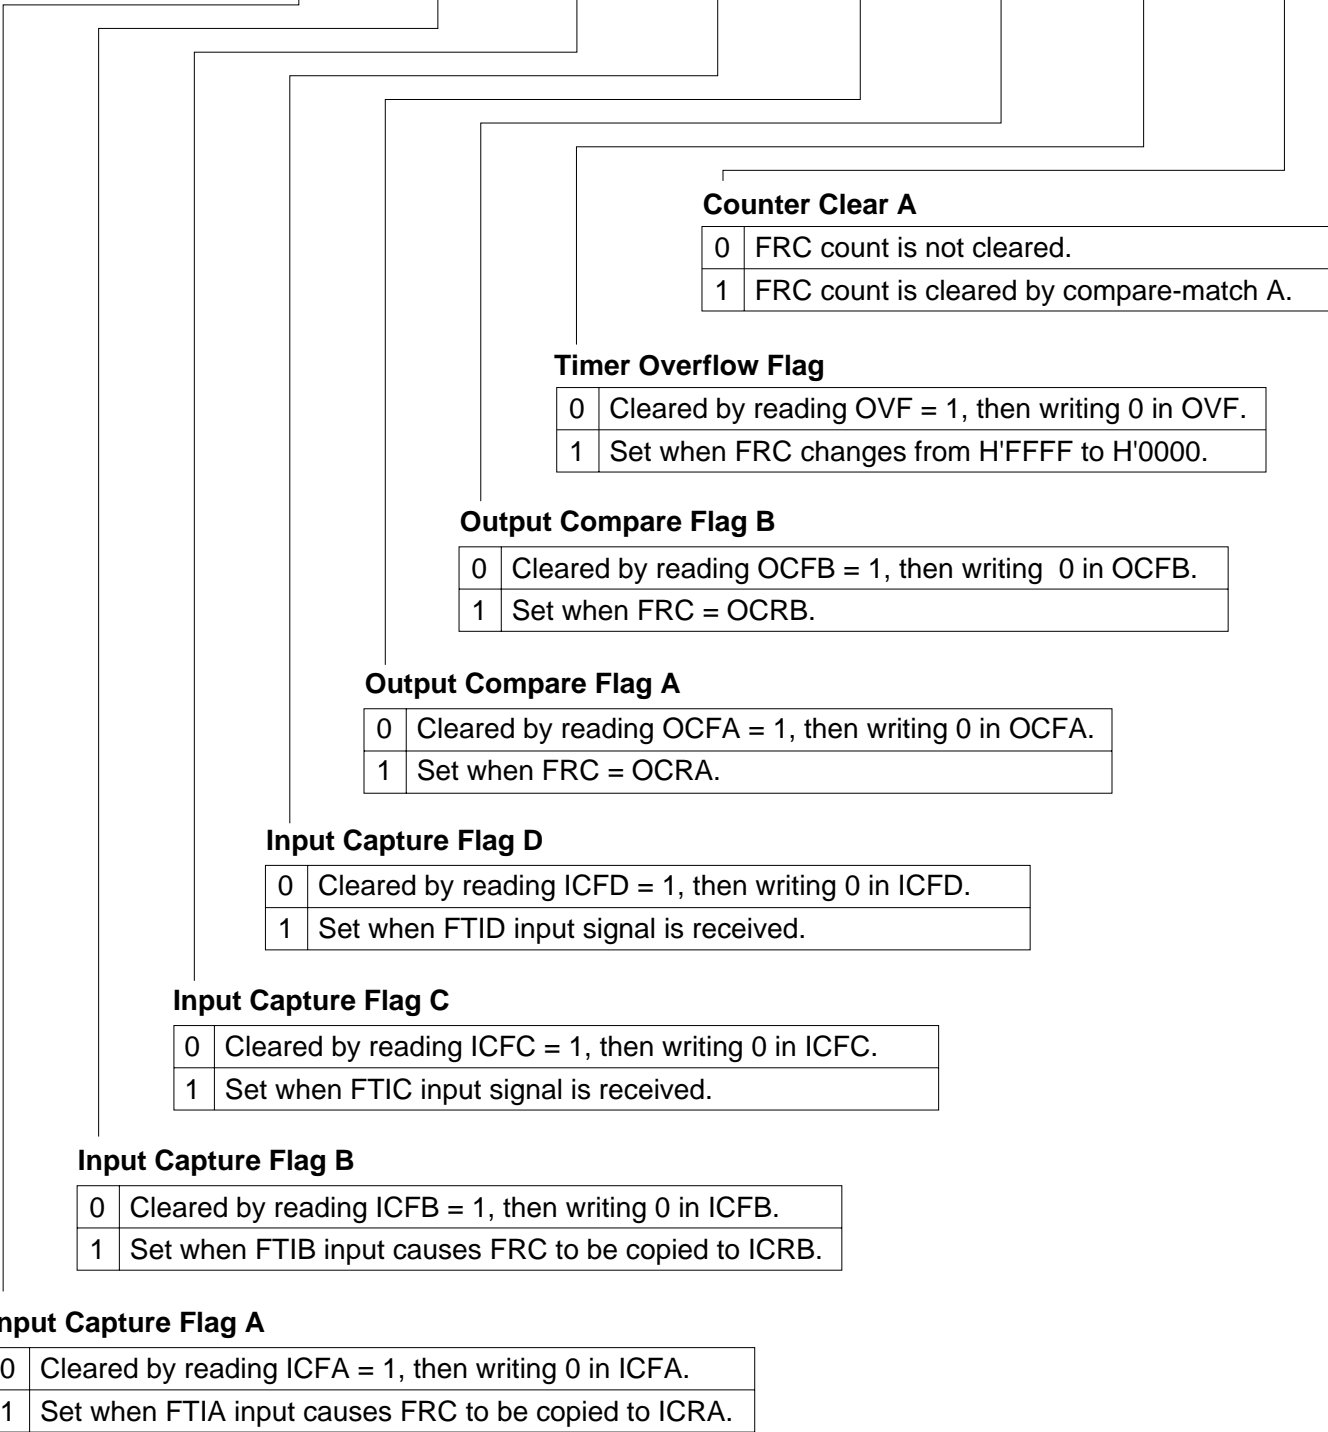 Counter Clear A
0 FRC count is not cleared.
1 FRC count is cleared by compare-match A.
Timer Overflow Flag
0 Cleared by reading OVF = 1, then writing 0 in OVF.
1 Set when FRC changes from H'FFFF to H'0000.
Output Compare Flag B
0 Cleared by reading OCFB = 1, then writing  0 in OCFB.
1 Set when FRC = OCRB.
Output Compare Flag A
0 Cleared by reading OCFA = 1, then writing 0 in OCFA.
1 Set when FRC = OCRA.
Input Capture Flag D
0 Cleared by reading ICFD = 1, then writing 0 in ICFD.
1 Set when FTID input signal is received.
Input Capture Flag C
0 Cleared by reading ICFC = 1, then writing 0 in ICFC.
1 Set when FTIC input signal is received.
Input Capture Flag B
0 Cleared by reading ICFB = 1, then writing 0 in ICFB.
1 Set when FTIB input causes FRC to be copied to ICRB.
nput Capture Flag A
0 Cleared by reading ICFA = 1, then writing 0 in ICFA.
1 Set when FTIA input causes FRC to be copied to ICRA.